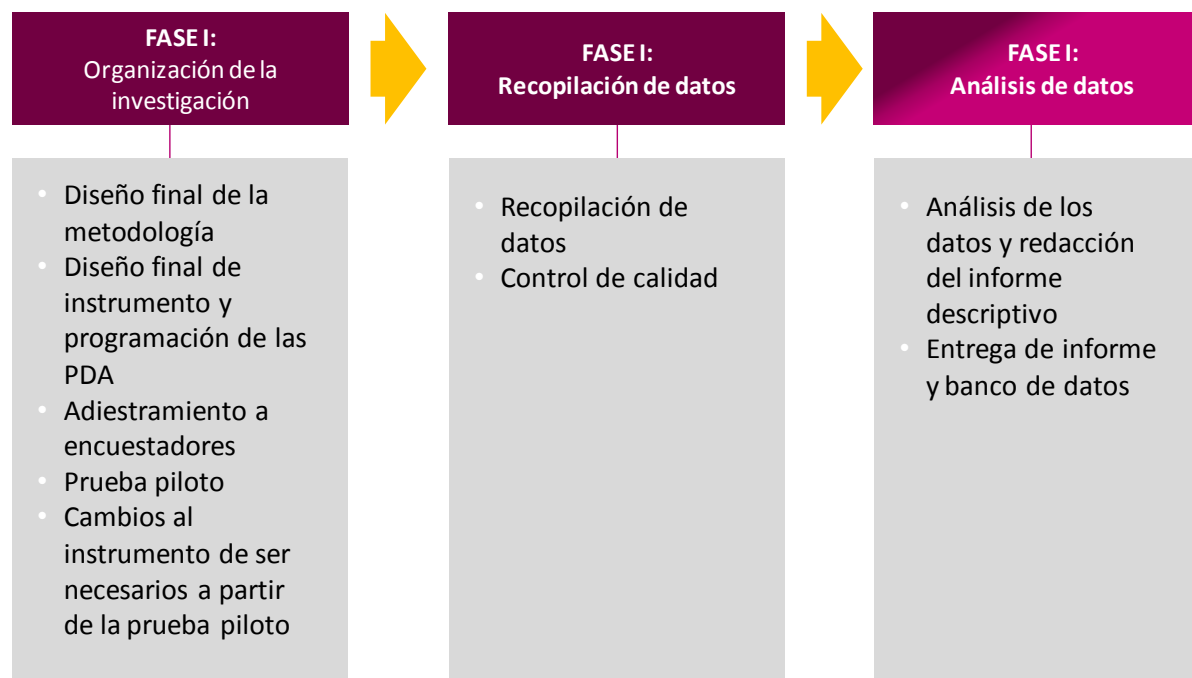 FASE I:
Organización de la
investigación
• Diseño final de la
metodología
• Diseño final de
instrumento y
programación de las
PDA
• Adiestramiento a
encuestadores
• Prueba piloto
• Cambios al
instrumento de ser
necesarios a partir
de la prueba piloto
FASE I:
Recopilación de datos
• Recopilación de
datos
• Control de calidad
FASE I:
Análisis de datos
• Análisis de los
datos y redacción
del informe
descriptivo
• Entrega de informe
y banco de datos